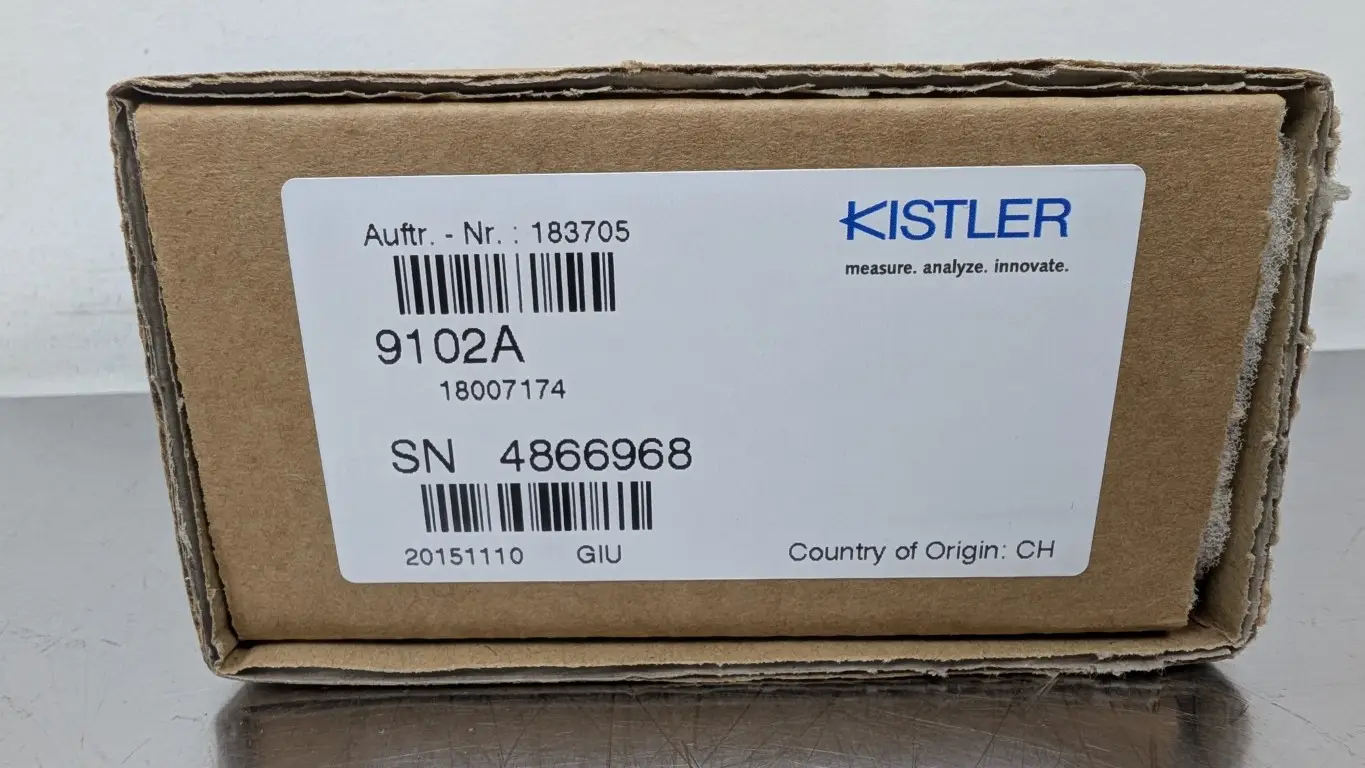 Auftr. - Nr. : 183705
KISTLER
measure. analyze. innovate.
9102A
18007174
SN 4866968
20151110 GIU
Country of Origin: CH